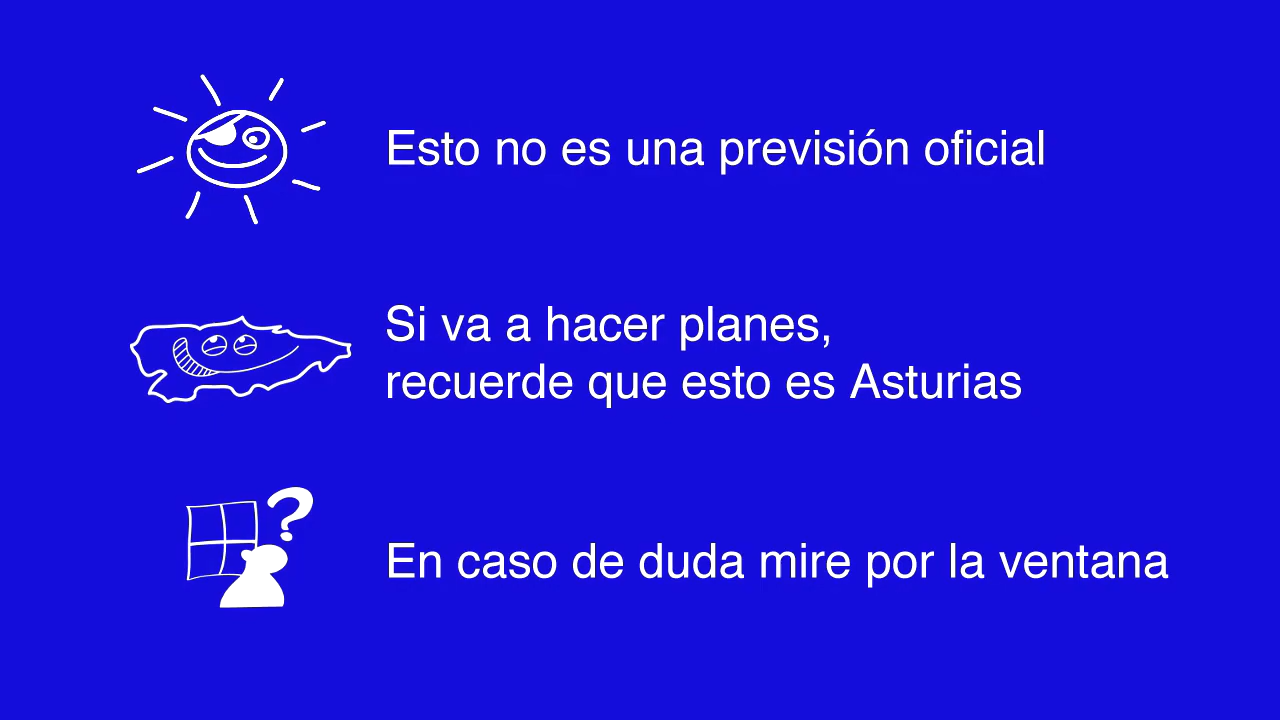 Esto no es una previsión oficial
Si va a hacer planes,
recuerde que esto es Asturias
?
En caso de duda mire por la ventana